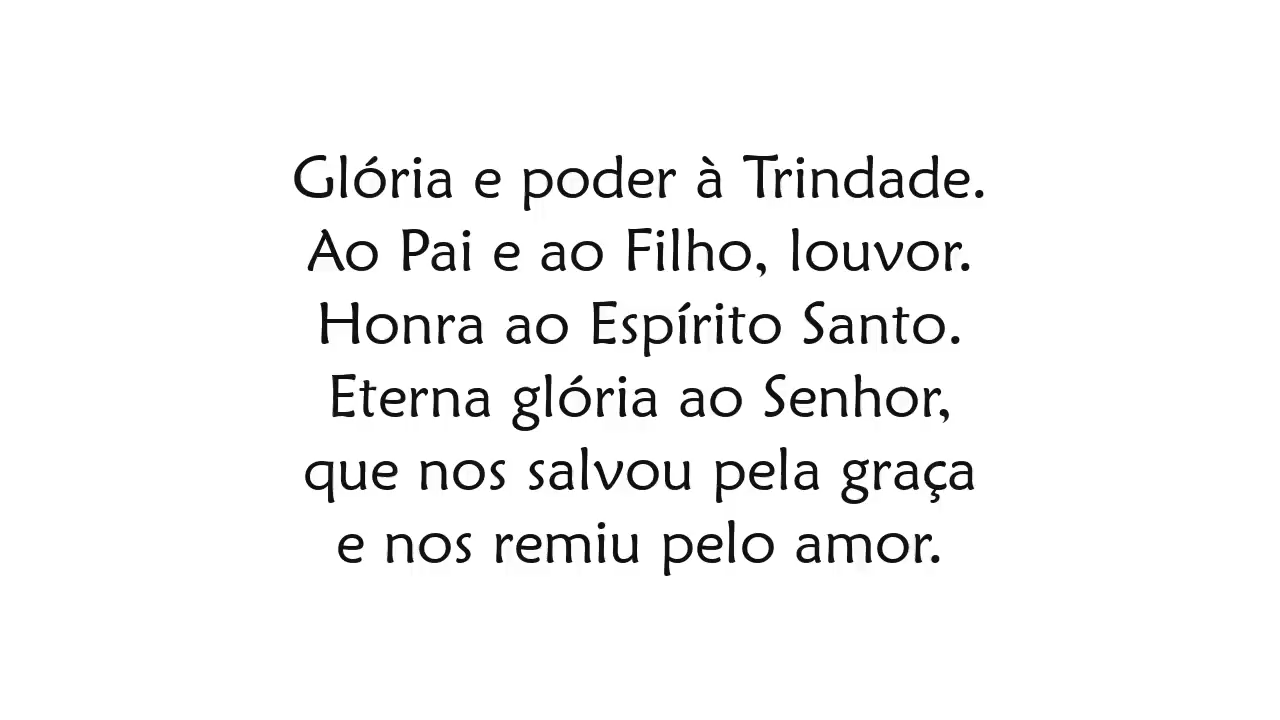 Glória e poder à Trindade.
Ao Pai e ao Filho, louvor.
Honra ao Espírito Santo.
Eterna glória ao Senhor,
que nos salvou pela graça
e nos remiu pelo amor.